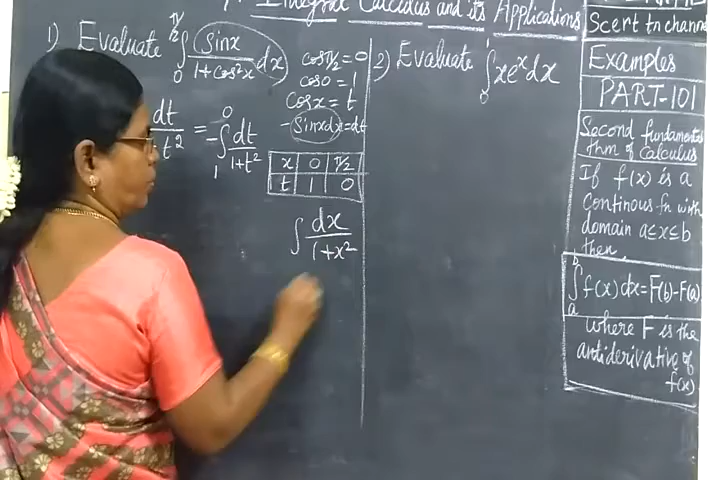 Integral Calculus and its Applications
1) Evaluate ∫₀^{π/2} sinx/(1+cos²x) dx
cosπ/2=0
cos0=1
cosx=t
-sinxdx=dt
dt/ t² = -∫₁⁰ dt/(1+t²)
x 0 π/2
t 1 0
∫ dx/(1+x²)
2) Evaluate ∫₀¹ xeˣdx
Scert tn channel
Examples
PART-101
Second fundamental
thm of Calculus
If f(x) is a
Continous fn with
domain a≤x≤b
then
∫ₐᵇ f(x)dx=F(b)-F(a)
where F is the
antiderivative of
f(x)